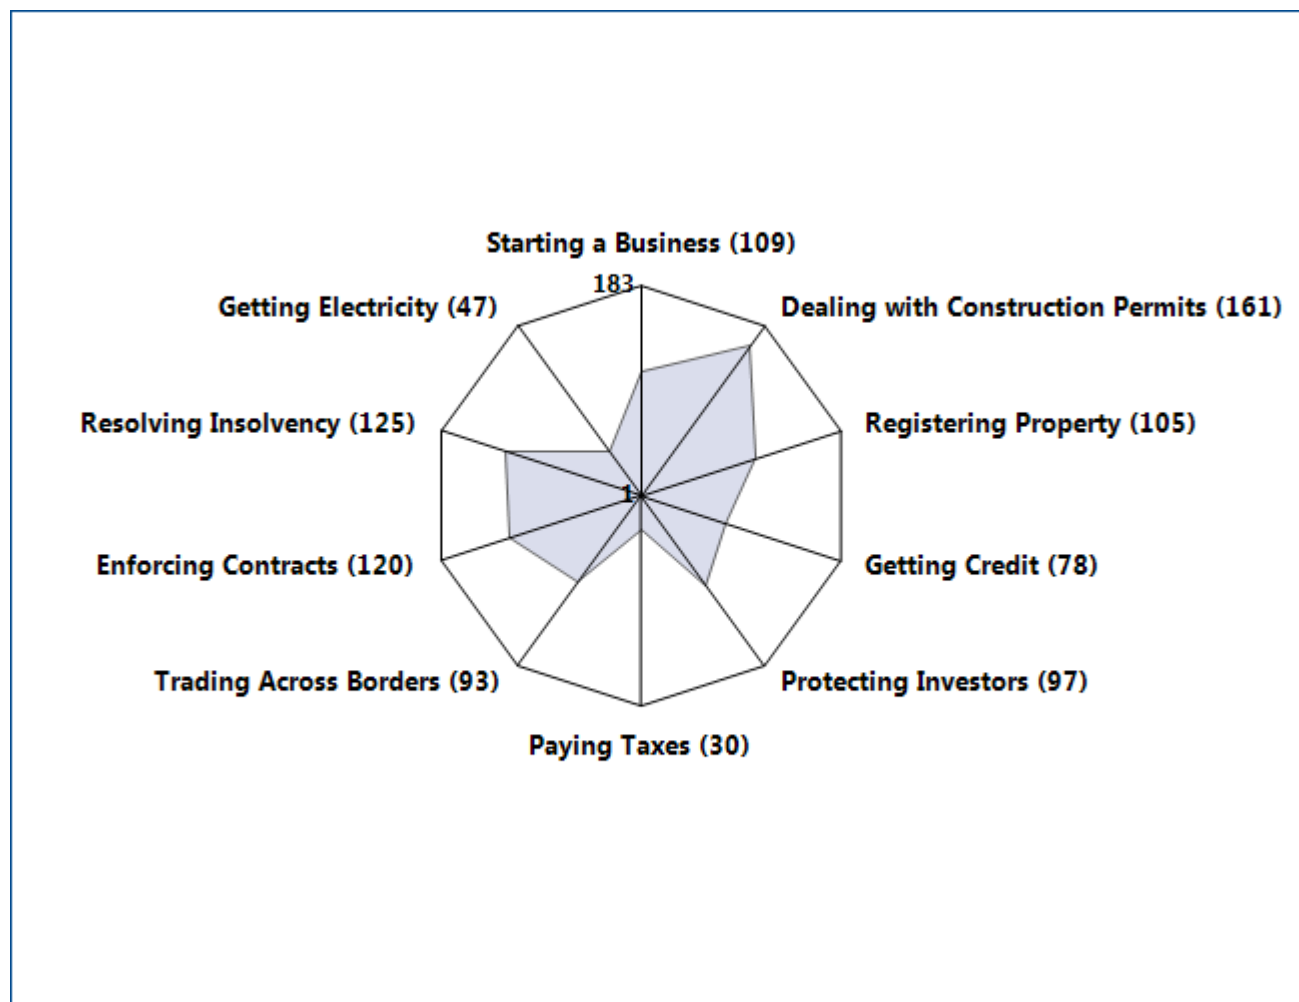 Starting a Business (109)
183
Getting Electricity (47)
Dealing with Construction Permits (161)
Resolving Insolvency (125)
Registering Property (105)
1
Enforcing Contracts (120)
Getting Credit (78)
Trading Across Borders (93)
Protecting Investors (97)
Paying Taxes (30)